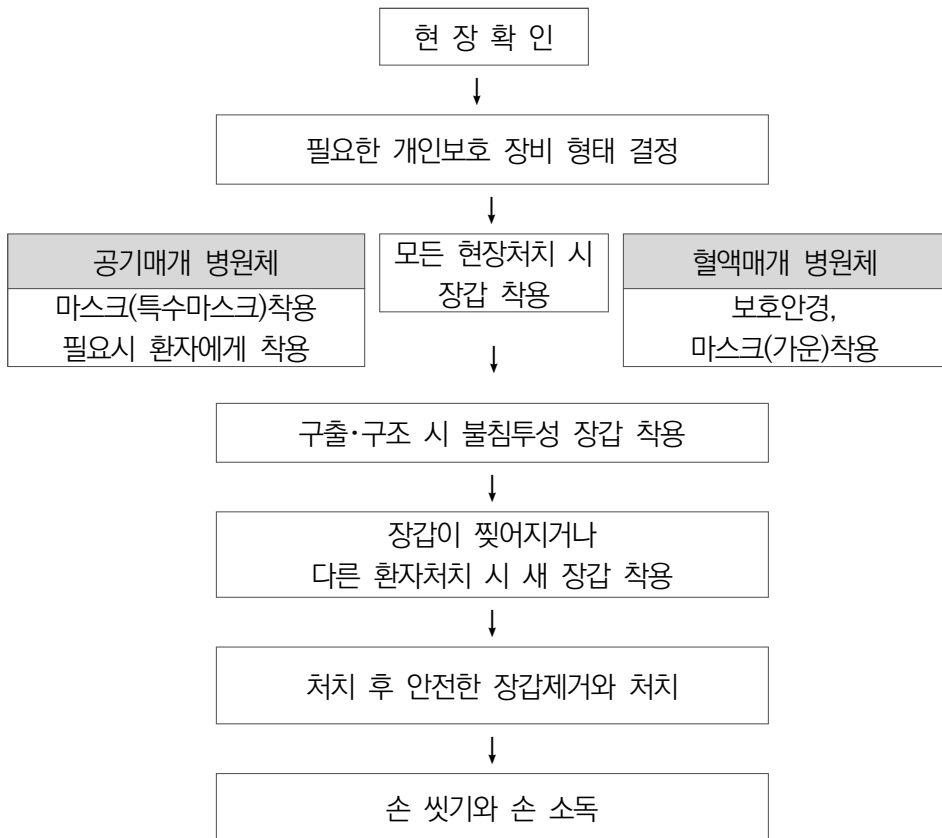 현 장 확 인
필요한 개인보호 장비 형태 결정
공기매개 병원체
마스크(특수마스크)착용
필요시 환자에게 착용
모든 현장처치 시
장갑 착용
혈액매개 병원체
보호안경,
마스크(가운)착용
구출·구조 시 불침투성 장갑 착용
장갑이 찢어지거나
다른 환자처치 시 새 장갑 착용
처치 후 안전한 장갑제거와 처치
손 씻기와 손 소독